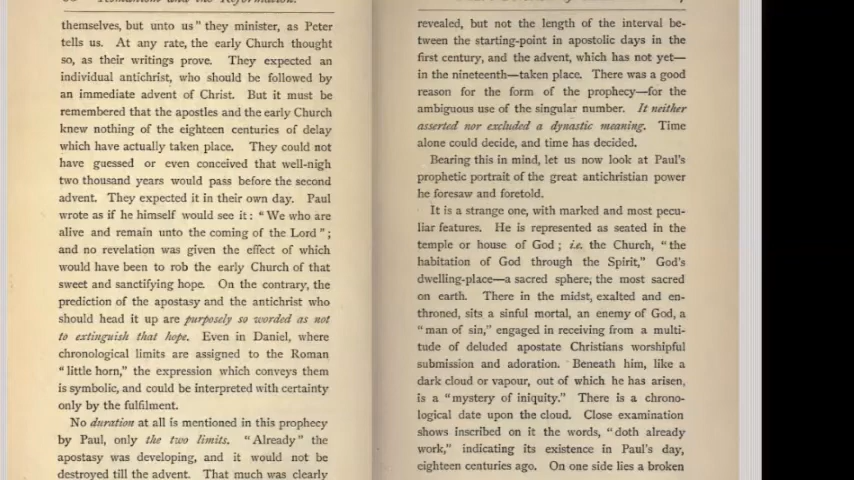 themselves, but unto us" they minister, as Peter
tells us. At any rate, the early Church thought
so, as their writings prove. They expected an
individual antichrist, who should be followed by
an immediate advent of Christ. But it must be
remembered that the apostles and the early Church
knew nothing of the eighteen centuries of delay
which have actually taken place. They could not
have guessed or even conceived that well-nigh
two thousand years would pass before the second
advent. They expected it in their own day. Paul
wrote as if he himself would see it: "We who are
alive and remain unto the coming of the Lord";
and no revelation was given the effect of which
would have been to rob the early Church of that
sweet and sanctifying hope. On the contrary, the
prediction of the apostasy and the antichrist who
should head it up are purposely so worded as not
to extinguish that hope. Even in Daniel, where
chronological limits are assigned to the Roman
"little horn," the expression which conveys them
is symbolic, and could be interpreted with certainty
only by the fulfilment.
No duration at all is mentioned in this prophecy
by Paul, only the two limits. "Already" the
apostasy was developing, and it would not be
destroyed till the advent. That much was clearly
revealed, but not the length of the interval be-
tween the starting-point in apostolic days in the
first century, and the advent, which has not yet—
in the nineteenth—taken place. There was a good
reason for the form of the prophecy—for the
ambiguous use of the singular number. It neither
asserted nor excluded a dynastic meaning. Time
alone could decide, and time has decided.
Bearing this in mind, let us now look at Paul's
prophetic portrait of the great antichristian power
he foresaw and foretold.
It is a strange one, with marked and most pecu-
liar features. He is represented as seated in the
temple or house of God; i.e. the Church, "the
habitation of God through the Spirit," God's
dwelling-place—a sacred sphere, the most sacred
on earth. There in the midst, exalted and en-
throned, sits a sinful mortal, an enemy of God, a
"man of sin," engaged in receiving from a multi-
tude of deluded apostate Christians worshipful
submission and adoration. Beneath him, like a
dark cloud or vapour, out of which he has arisen,
is a "mystery of iniquity." There is a chrono-
logical date upon the cloud. Close examination
shows inscribed on it the words, "doth already
work," indicating its existence in Paul's day,
eighteen centuries ago. On one side lies a broken